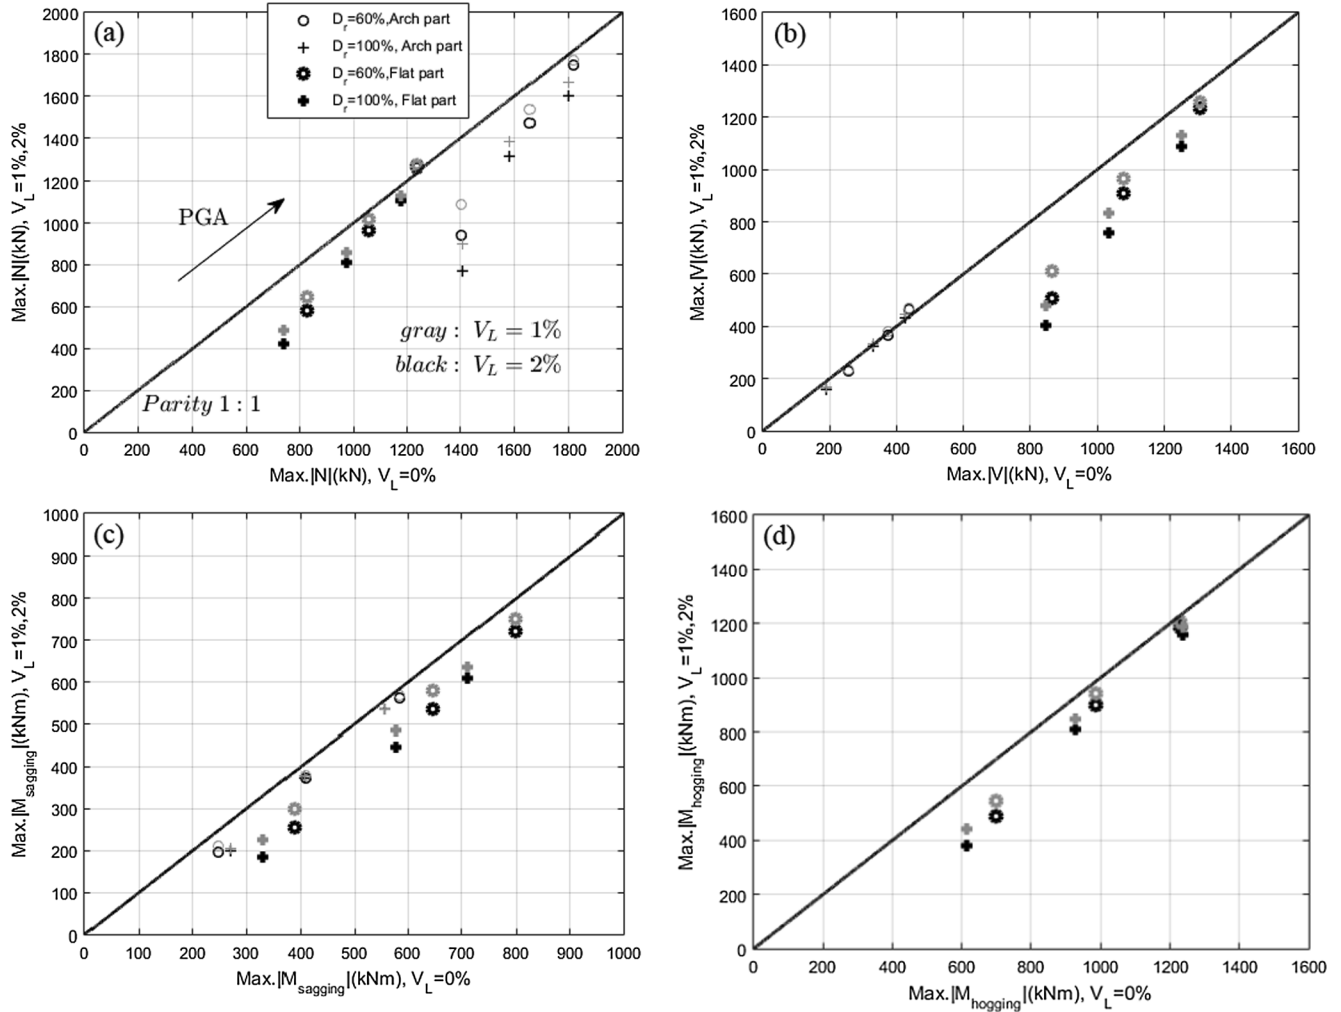 (a)
D_r=60%,Arch part
D_r=100%, Arch part
D_r=60%,Flat part
D_r=100%, Flat part
2000
1800
1600
1400
1200
1000
800
600
400
200
0
Max.|N|(kN), V_L=1%,2%
PGA
gray : V_L = 1%
black : V_L = 2%
Parity 1 : 1
0 200 400 600 800 1000 1200 1400 1600 1800 2000
Max.|N|(kN), V_L=0%
(b)
1600
1400
1200
1000
800
600
400
200
0
Max.|V|(kN), V_L=1%,2%
0 200 400 600 800 1000 1200 1400 1600
Max.|V|(kN), V_L=0%
(c)
1000
900
800
700
600
500
400
300
200
100
0
Max.|M_sagging|(kNm), V_L=1%,2%
0 100 200 300 400 500 600 700 800 900 1000
Max.|M_sagging|(kNm), V_L=0%
(d)
1600
1400
1200
1000
800
600
400
200
0
Max.|M_hogging|(kNm), V_L=1%,2%
0 200 400 600 800 1000 1200 1400 1600
Max.|M_hogging|(kNm), V_L=0%